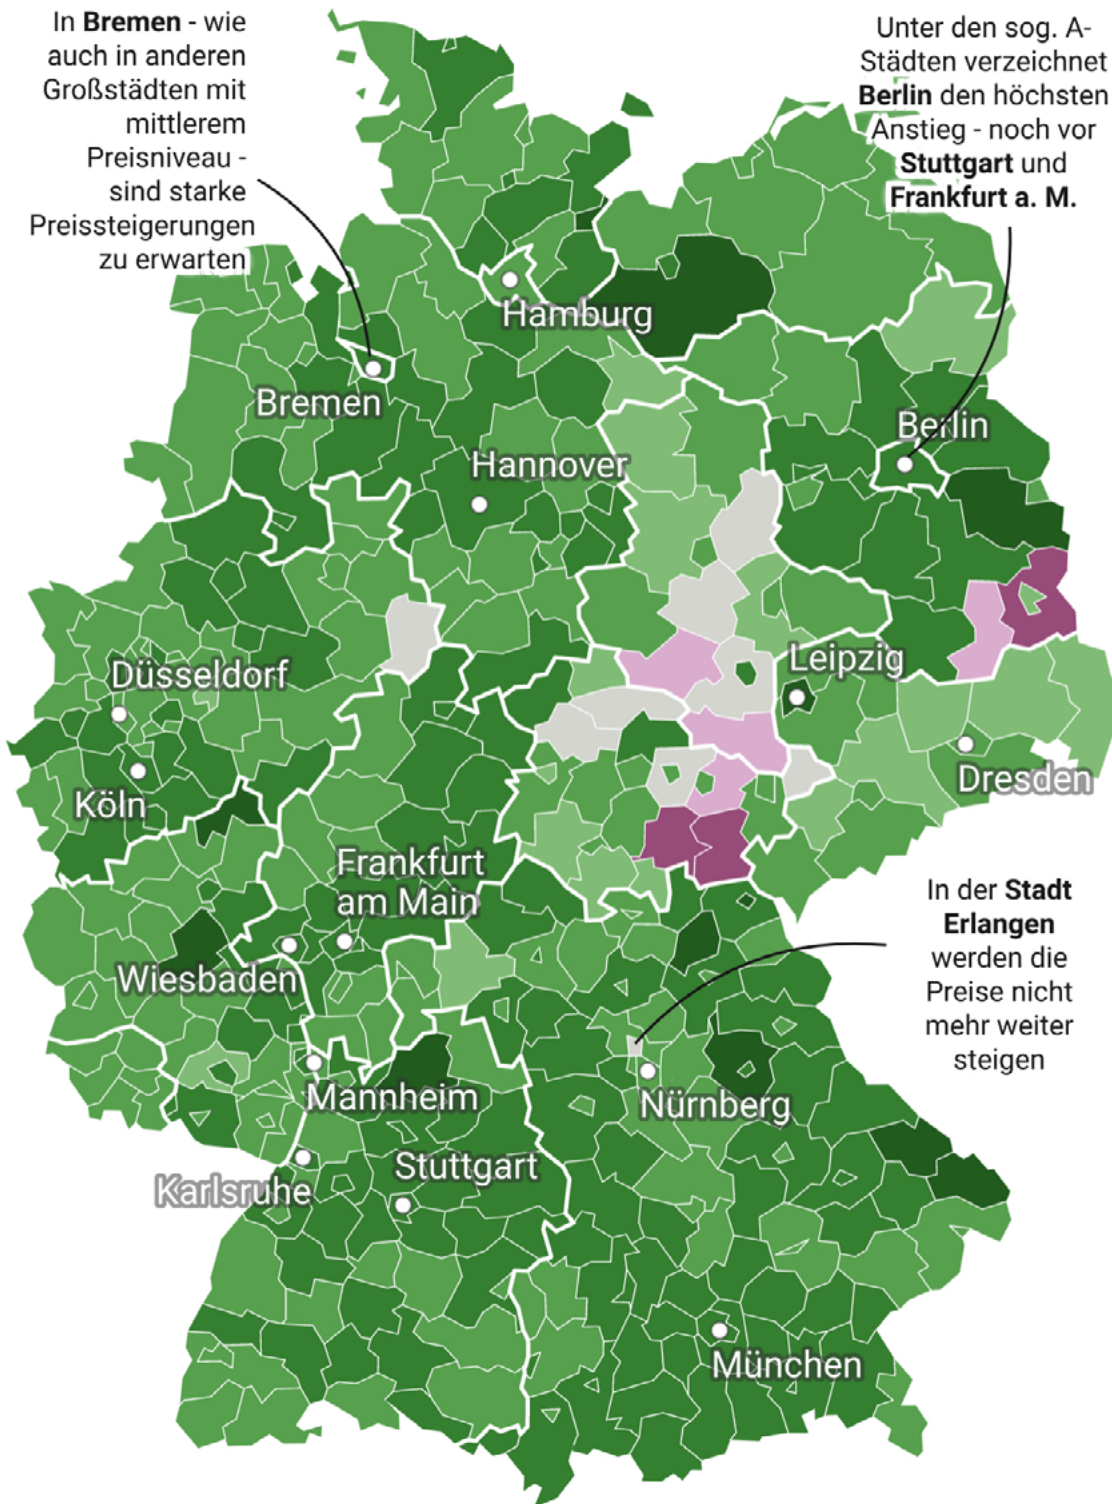 In Bremen - wie
auch in anderen
Großstädten mit
mittlerem
Preisniveau -
sind starke
Preissteigerungen
zu erwarten
Unter den sog. A-
Städten verzeichnet
Berlin den höchsten
Anstieg - noch vor
Stuttgart und
Frankfurt a. M.
Hamburg
Bremen
Berlin
Hannover
Leipzig
Düsseldorf
Dresden
Köln
Frankfurt
am Main
In der Stadt
Erlangen
werden die
Preise nicht
mehr weiter
steigen
Wiesbaden
Mannheim
Nürnberg
Stuttgart
Karlsruhe
München